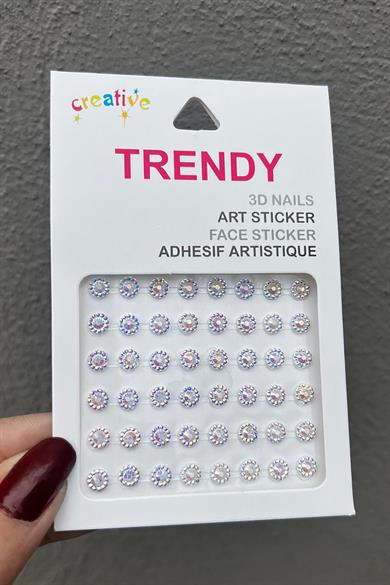 creative
TRENDY
3D NAILS
ART STICKER
FACE STICKER
ADHESIF ARTISTIQUE